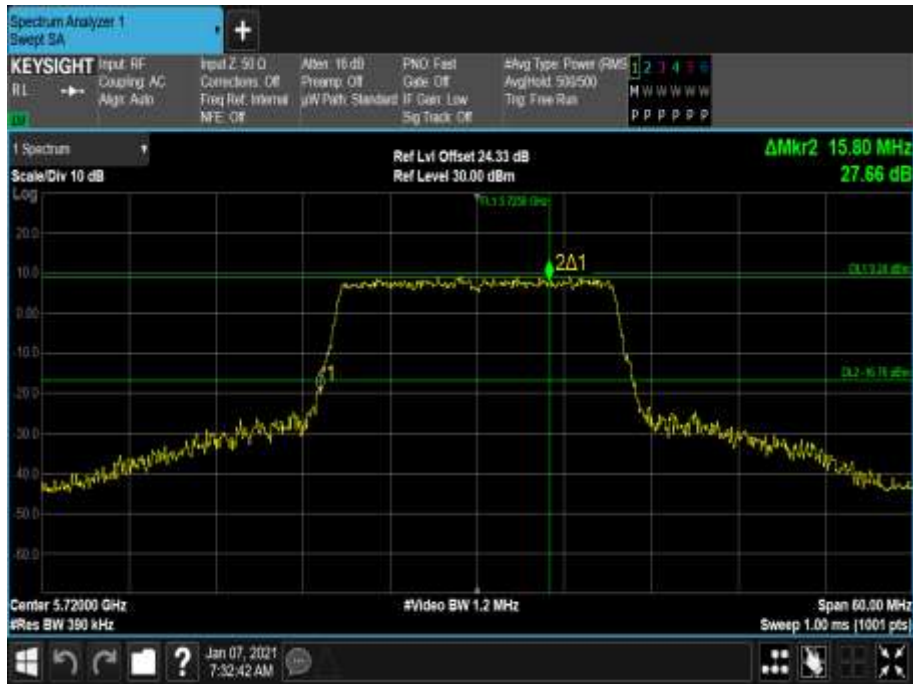 Spectrum Analyzer 1
Swept SA
+
KEYSIGHT Input: RF Input Z: 50 Ω Atten: 16 dB PNO: Fast #Avg Type: Power (RMS 1 2 3 4 5 6
RL Coupling: AC Corrections: Off Preamp: Off Gate: Off Avg|Hold: 500/500 M W W W W W
Align: Auto Freq Ref: Internal µW Path: Standard IF Gain: Low Trig: Free Run
NFE: Off Sig Track: Off P P P P P P
1 Spectrum
Ref Lvl Offset 24.33 dB ΔMkr2 15.80 MHz
Scale/Div 10 dB Ref Level 30.00 dBm 27.66 dB
Log
20.0
10.0 2Δ1
0.00
-10.0
1
-20.0
-30.0
-40.0
-50.0
-60.0
Center 5.72000 GHz #Video BW 1.2 MHz Span 60.00 MHz
#Res BW 390 kHz Sweep 1.00 ms (1001 pts)
?
Jan 07, 2021
7:32:42 AM